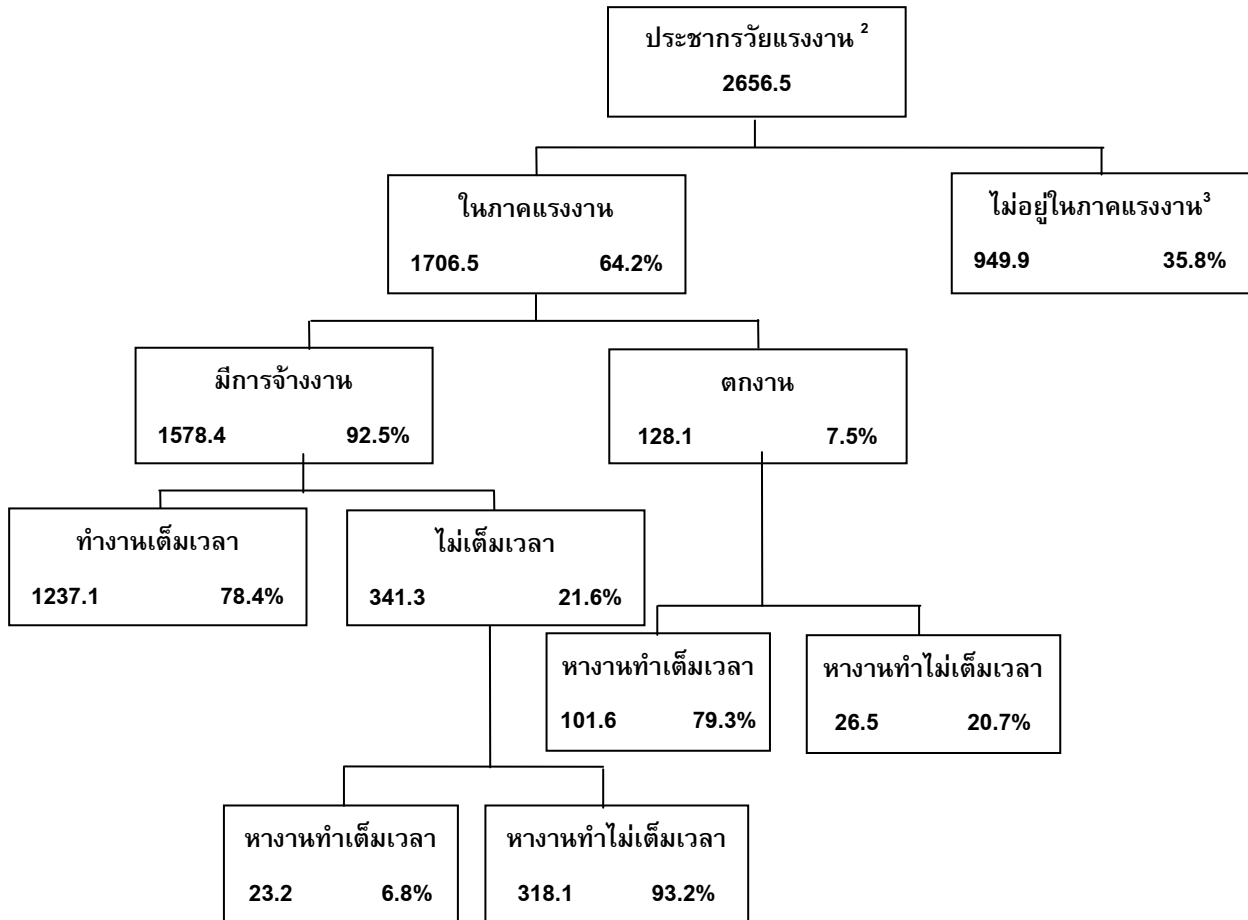 ประชากรวัยแรงงาน ²
2656.5
ในภาคแรงงาน
1706.5 64.2%
ไม่อยู่ในภาคแรงงาน³
949.9 35.8%
มีการจ้างงาน
1578.4 92.5%
ตกงาน
128.1 7.5%
ทำงานเต็มเวลา
1237.1 78.4%
ไม่เต็มเวลา
341.3 21.6%
หางานทำเต็มเวลา
101.6 79.3%
หางานทำไม่เต็มเวลา
26.5 20.7%
หางานทำเต็มเวลา
23.2 6.8%
หางานทำไม่เต็มเวลา
318.1 93.2%